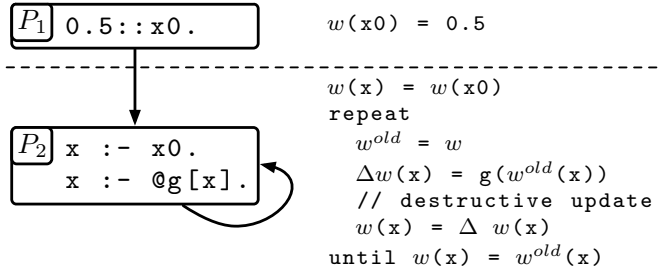 P1 0.5::x0.
w(x0) = 0.5
P2 x :- x0.
x :- @g[x].
w(x) = w(x0)
repeat
w^old = w
Δw(x) = g(w^old(x))
// destructive update
w(x) = Δ w(x)
until w(x) = w^old(x)